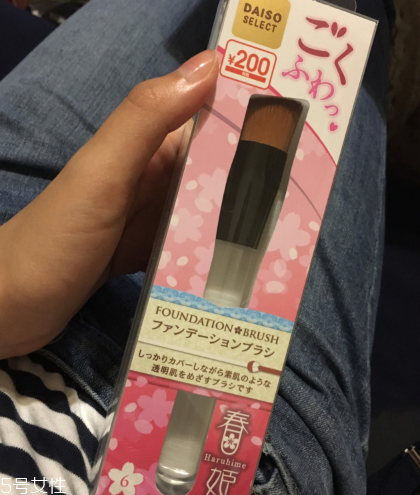 DAISO
SELECT
¥200
ごく
ふわっ
FOUNDATION BRUSH
ファンデーションブラシ
しっかりカバーしながら素肌のような
透明肌をめざすブラシです
春
Haruhime
姫
6
5号女性